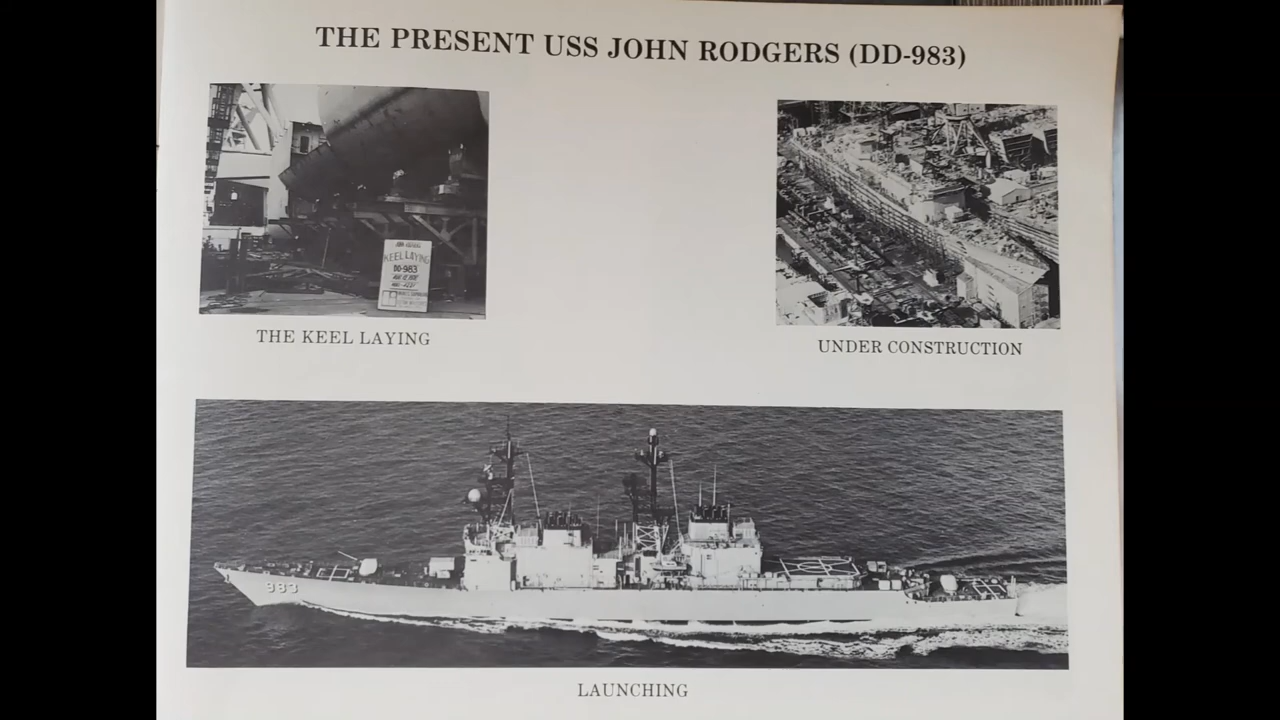 THE PRESENT USS JOHN RODGERS (DD-983)
KEEL LAYING
DD-983
THE KEEL LAYING
UNDER CONSTRUCTION
983
LAUNCHING